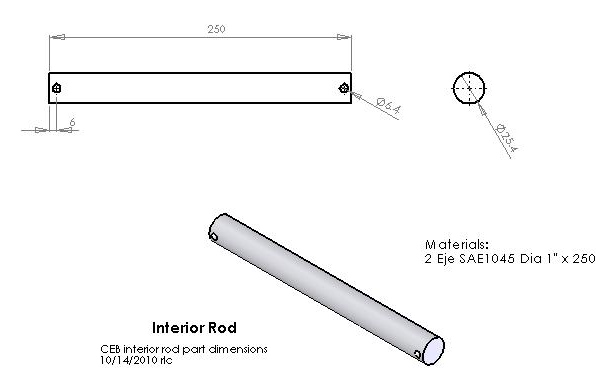 250
6
Ø6.4
Ø25.4
Materials:
2 Eje SAE1045 Dia 1" x 250
Interior Rod
CEB interior rod part dimensions
10/14/2010 rlc